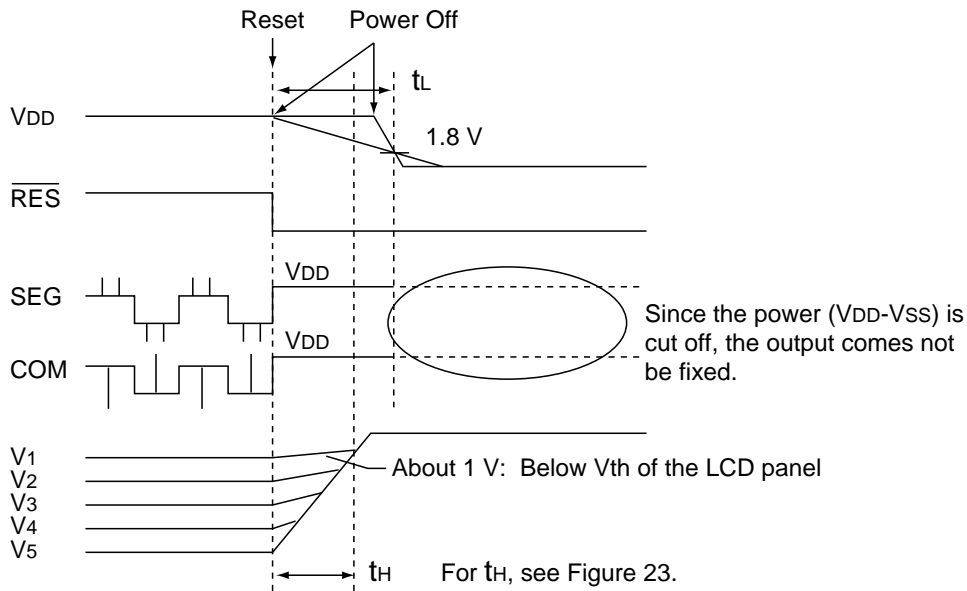 Reset Power Off
tL
VDD
1.8 V
RES
VDD
SEG
Since the power (VDD-VSS) is
cut off, the output comes not
be fixed.
VDD
COM
V1
About 1 V: Below Vth of the LCD panel
V2
V3
V4
V5
tH For tH, see Figure 23.